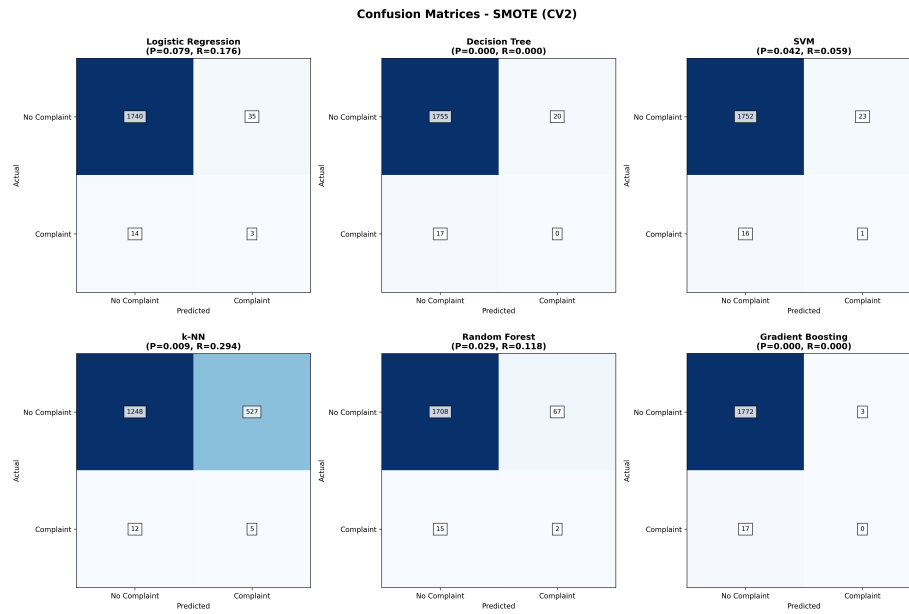 Confusion Matrices - SMOTE (CV2)
Logistic Regression
(P=0.079, R=0.176)
No Complaint
1740
35
Actual
Complaint
14
3
No Complaint
Complaint
Predicted
Decision Tree
(P=0.000, R=0.000)
No Complaint
1755
20
Actual
Complaint
17
0
No Complaint
Complaint
Predicted
SVM
(P=0.042, R=0.059)
No Complaint
1752
23
Actual
Complaint
16
1
No Complaint
Complaint
Predicted
k-NN
(P=0.009, R=0.294)
No Complaint
1248
527
Actual
Complaint
12
5
No Complaint
Complaint
Predicted
Random Forest
(P=0.029, R=0.118)
No Complaint
1708
67
Actual
Complaint
15
2
No Complaint
Complaint
Predicted
Gradient Boosting
(P=0.000, R=0.000)
No Complaint
1772
3
Actual
Complaint
17
0
No Complaint
Complaint
Predicted